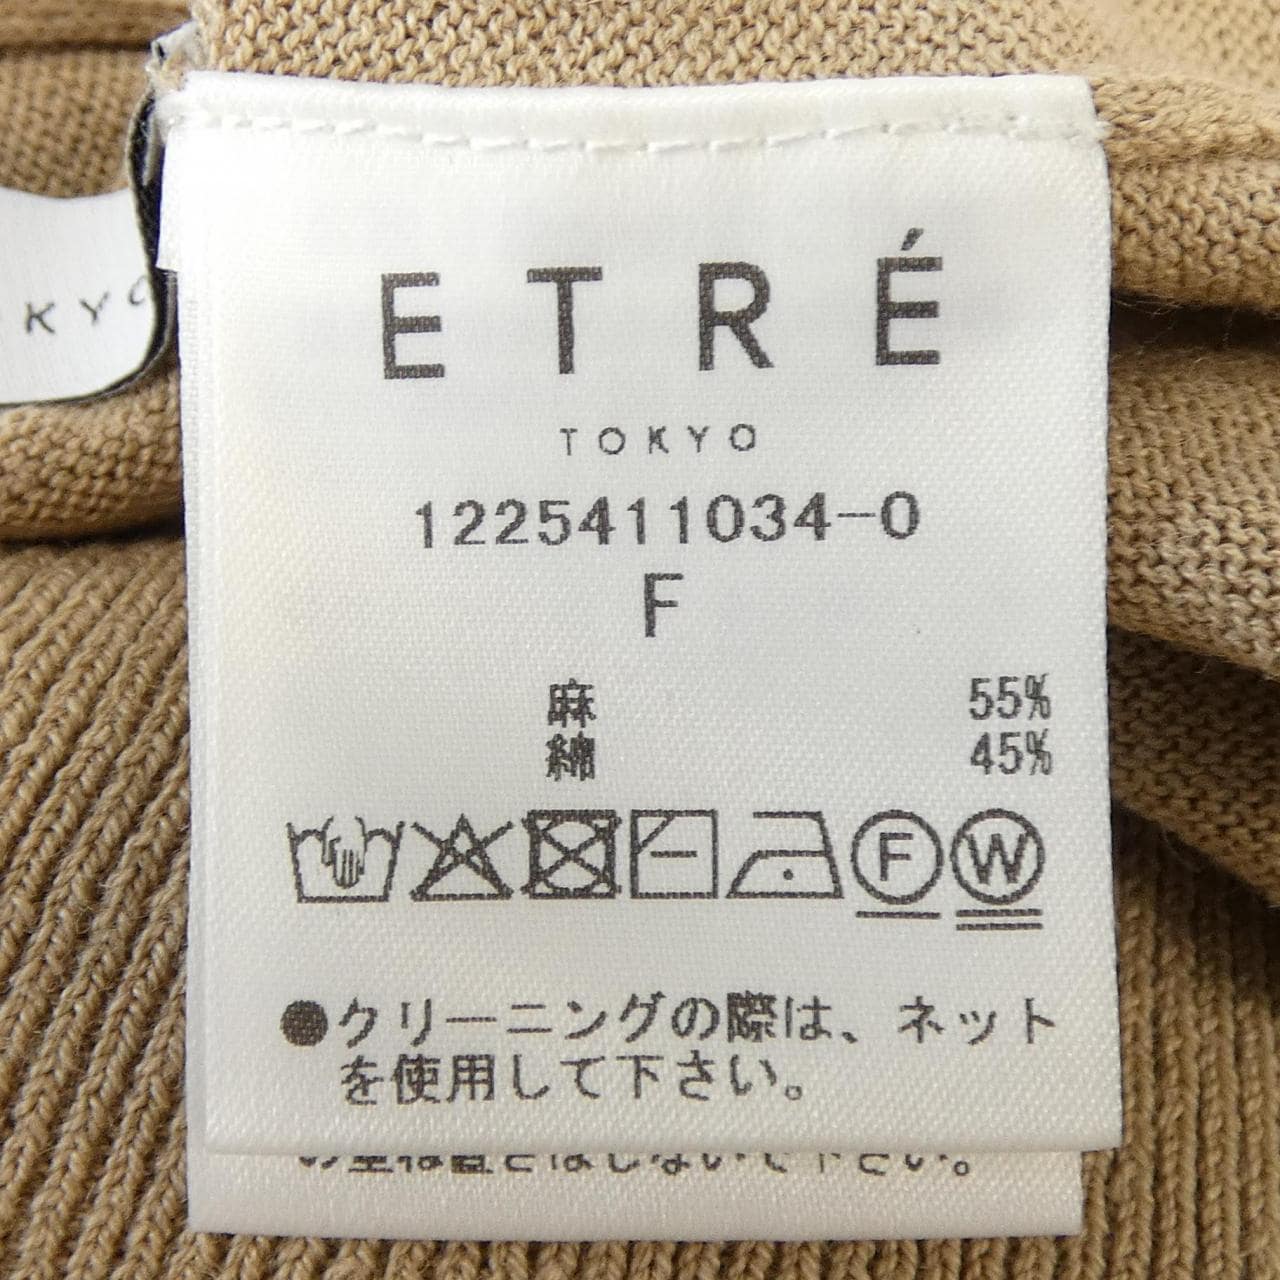 KYO
ETRÉ
TOKYO
1225411034-0
F
麻 55%
綿 45%
F W
●クリーニングの際は、ネット
を使用して下さい。